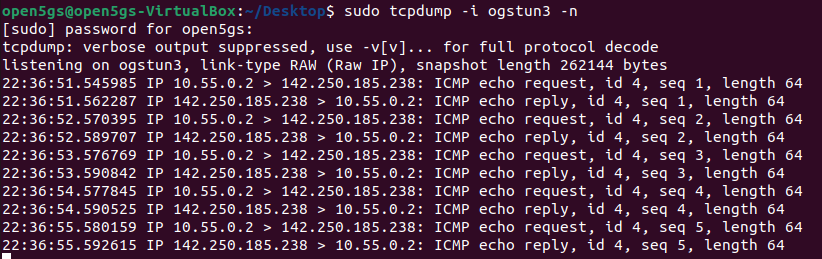 open5gs@open5gs-VirtualBox:~/Desktop$ sudo tcpdump -i ogstun3 -n
[sudo] password for open5gs:
tcpdump: verbose output suppressed, use -v[v]... for full protocol decode
listening on ogstun3, link-type RAW (Raw IP), snapshot length 262144 bytes
22:36:51.545985 IP 10.55.0.2 > 142.250.185.238: ICMP echo request, id 4, seq 1, length 64
22:36:51.562287 IP 142.250.185.238 > 10.55.0.2: ICMP echo reply, id 4, seq 1, length 64
22:36:52.570395 IP 10.55.0.2 > 142.250.185.238: ICMP echo request, id 4, seq 2, length 64
22:36:52.589707 IP 142.250.185.238 > 10.55.0.2: ICMP echo reply, id 4, seq 2, length 64
22:36:53.576769 IP 10.55.0.2 > 142.250.185.238: ICMP echo request, id 4, seq 3, length 64
22:36:53.590842 IP 142.250.185.238 > 10.55.0.2: ICMP echo reply, id 4, seq 3, length 64
22:36:54.577845 IP 10.55.0.2 > 142.250.185.238: ICMP echo request, id 4, seq 4, length 64
22:36:54.590525 IP 142.250.185.238 > 10.55.0.2: ICMP echo reply, id 4, seq 4, length 64
22:36:55.580159 IP 10.55.0.2 > 142.250.185.238: ICMP echo request, id 4, seq 5, length 64
22:36:55.592615 IP 142.250.185.238 > 10.55.0.2: ICMP echo reply, id 4, seq 5, length 64